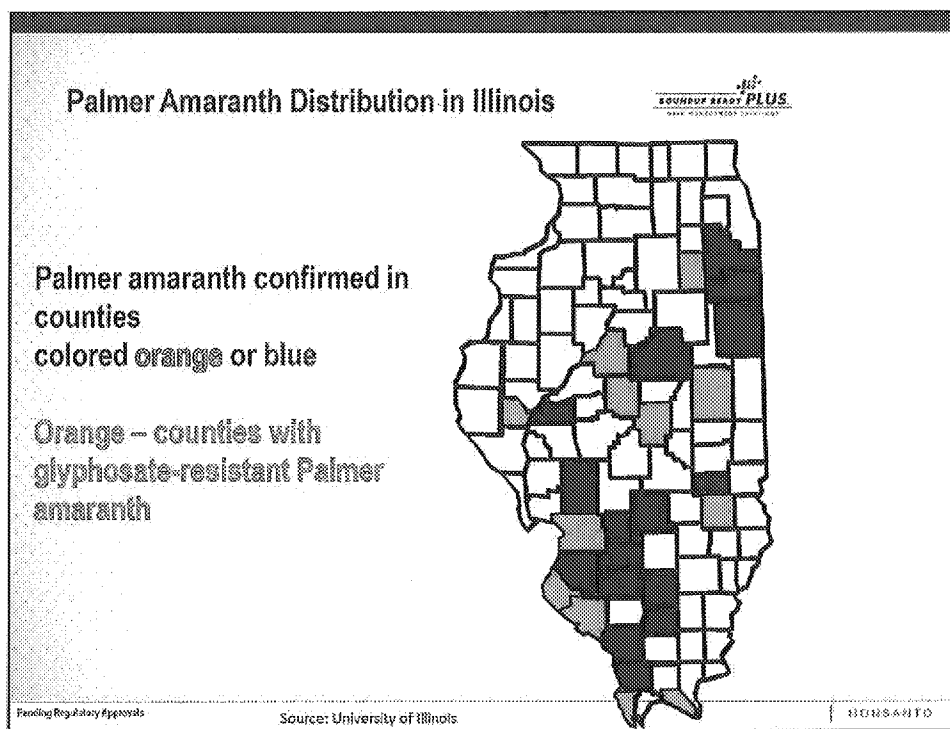 Palmer Amaranth Distribution in Illinois
ROUNDUP READY PLUS
Palmer amaranth confirmed in
counties
colored orange or blue
Orange – counties with
glyphosate-resistant Palmer
amaranth
Pending Regulatory Approvals
Source: University of Illinois
MONSANTO